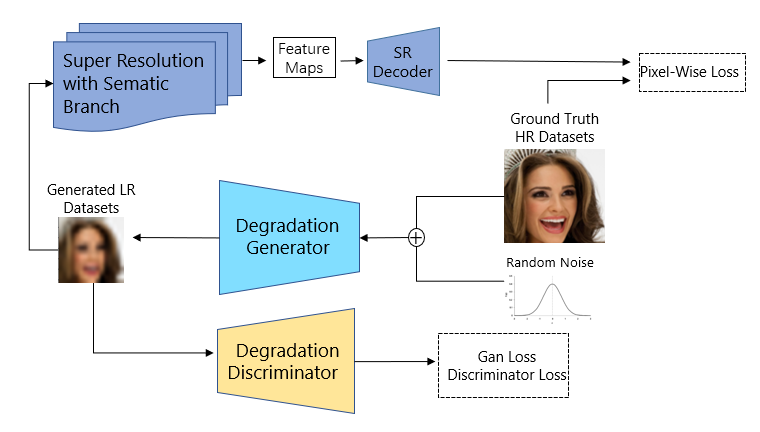 Super Resolution
with Sematic
Branch
Feature
Maps
SR
Decoder
Pixel-Wise Loss
Ground Truth
HR Datasets
Generated LR
Datasets
Degradation
Generator
Random Noise
Degradation
Discriminator
Gan Loss
Discriminator Loss